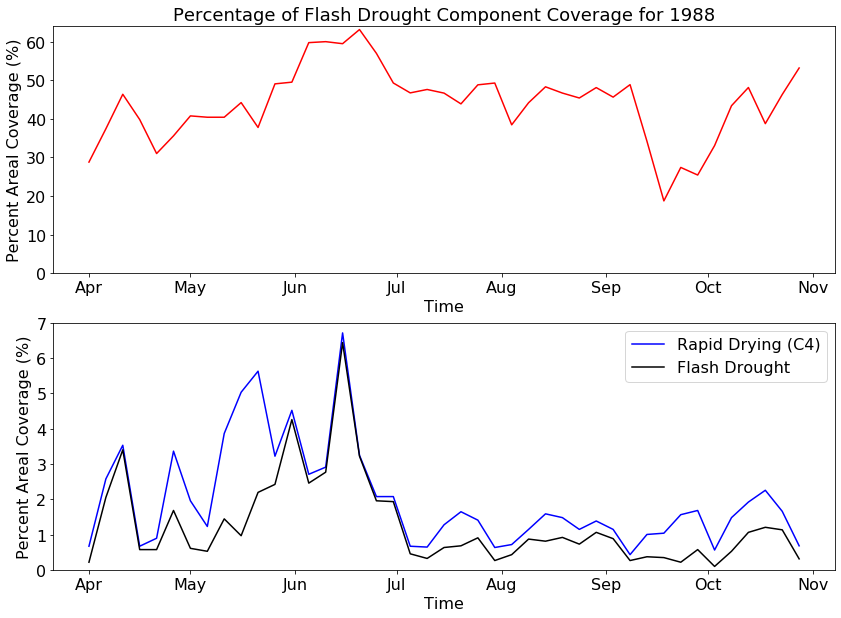 Percentage of Flash Drought Component Coverage for 1988
Percent Areal Coverage (%)
60
50
40
30
20
10
0
Apr May Jun Jul Aug Sep Oct Nov
Time
Percent Areal Coverage (%)
7
6
5
4
3
2
1
0
Rapid Drying (C4)
Flash Drought
Apr May Jun Jul Aug Sep Oct Nov
Time